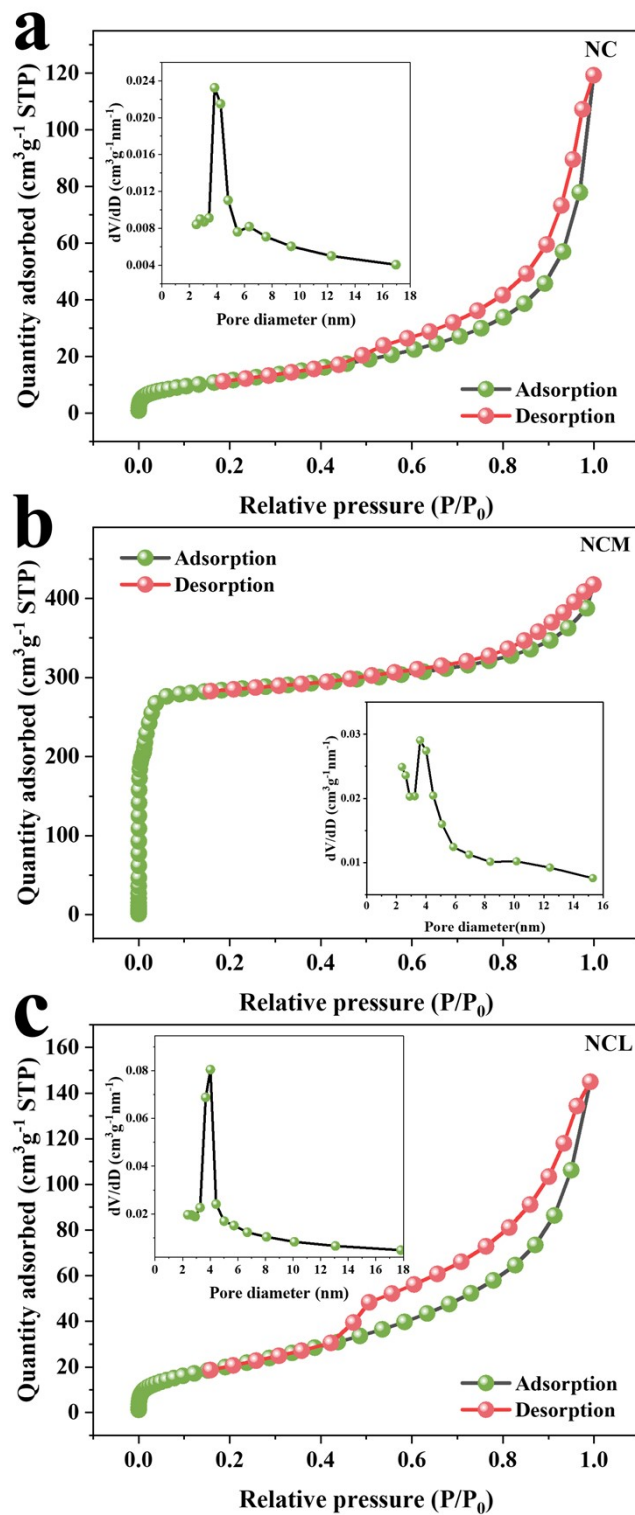 a
NC
Quantity adsorbed (cm³g⁻¹ STP)
120
100
80
60
40
20
0
dV/dD (cm³g⁻¹nm⁻¹)
0.024
0.020
0.016
0.012
0.008
0.004
0 2 4 6 8 10 12 14 16 18
Pore diameter (nm)
Adsorption
Desorption
0.0 0.2 0.4 0.6 0.8 1.0
Relative pressure (P/P₀)
b
NCM
Adsorption
Desorption
Quantity adsorbed (cm³g⁻¹ STP)
400
300
200
100
0
dV/dD (cm³g⁻¹nm⁻¹)
0.03
0.02
0.01
0 2 4 6 8 10 12 14 16
Pore diameter(nm)
0.0 0.2 0.4 0.6 0.8 1.0
Relative pressure (P/P₀)
c
NCL
Quantity adsorbed (cm³g⁻¹ STP)
160
140
120
100
80
60
40
20
0
dV/dD (cm³g⁻¹nm⁻¹)
0.08
0.06
0.04
0.02
0 2 4 6 8 10 12 14 16 18
Pore diameter (nm)
Adsorption
Desorption
0.0 0.2 0.4 0.6 0.8 1.0
Relative pressure (P/P₀)